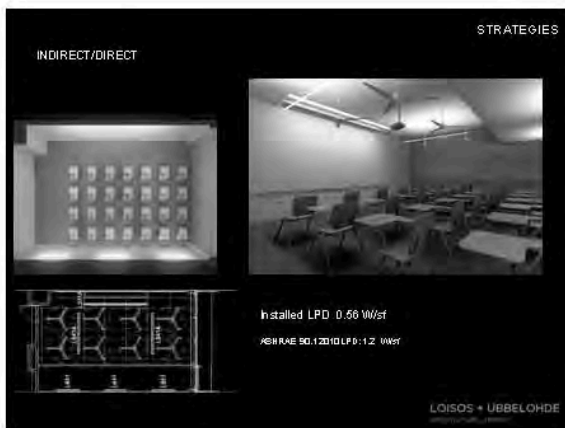 STRATEGIES
INDIRECT/DIRECT
Installed LPD 0.56 W/sf
ASHRAE 90.1 2010 LPD: 1.2 W/sf
LOISOS + UBBELOHDE